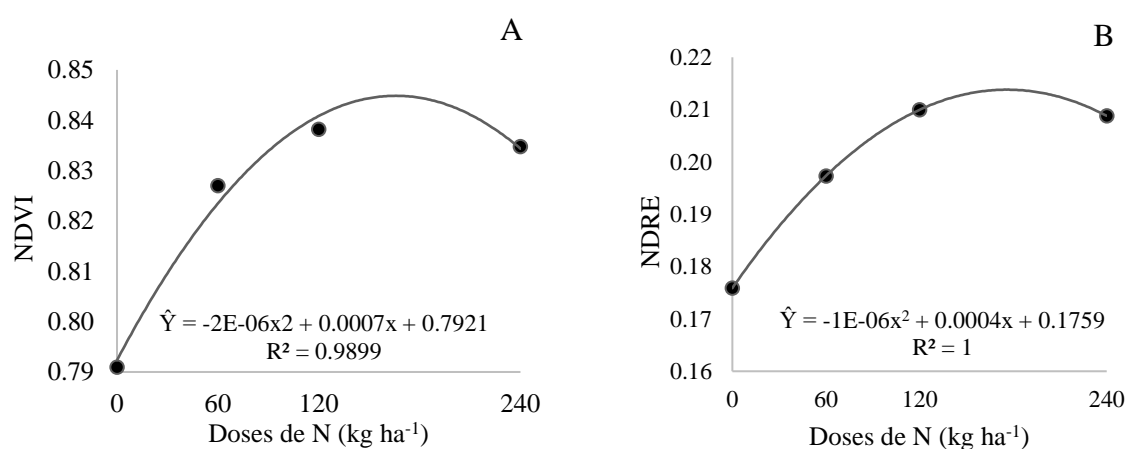 A
NDVI
0.85
0.84
0.83
0.82
0.81
0.80
0.79
Ŷ = -2E-06x2 + 0.0007x + 0.7921
R² = 0.9899
0 60 120 240
Doses de N (kg ha⁻¹)
B
NDRE
0.22
0.21
0.20
0.19
0.18
0.17
0.16
Ŷ = -1E-06x² + 0.0004x + 0.1759
R² = 1
0 60 120 240
Doses de N (kg ha⁻¹)